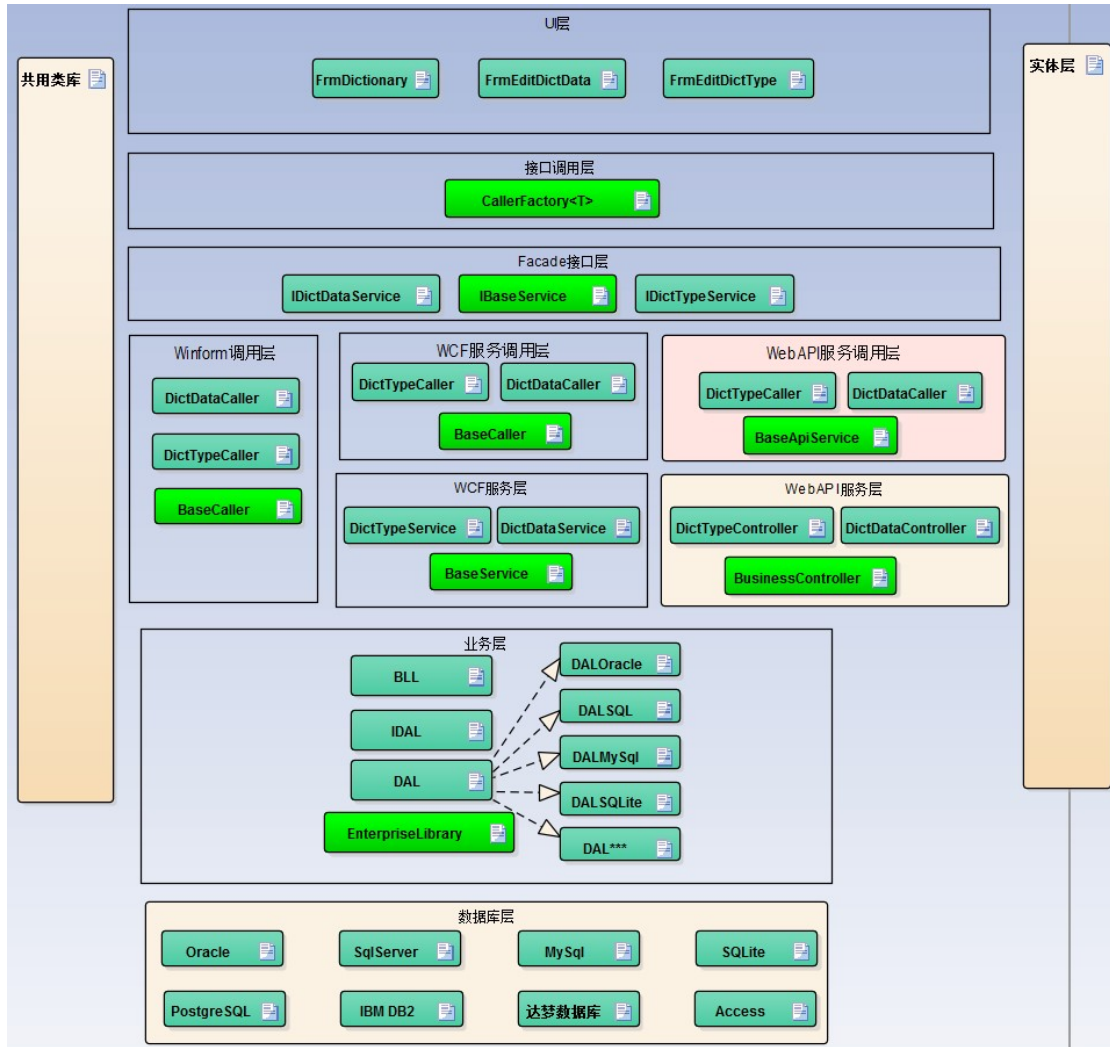 UI层
共用类库
实体层
FrmDictionary
FrmEditDictData
FrmEditDictType
接口调用层
CallerFactory<T>
Facade接口层
IDictDataService
IBaseService
IDictTypeService
Winform调用层
DictDataCaller
DictTypeCaller
BaseCaller
WCF服务调用层
DictTypeCaller
DictDataCaller
BaseCaller
WebAPI服务调用层
DictTypeCaller
DictDataCaller
BaseApiService
WCF服务层
DictTypeService
DictDataService
BaseService
WebAPI服务层
DictTypeController
DictDataController
BusinessController
业务层
BLL
IDAL
DAL
EnterpriseLibrary
DALOracle
DALSQL
DALMySql
DALSQLite
DAL***
数据库层
Oracle
SqlServer
MySql
SQLite
PostgreSQL
IBM DB2
达梦数据库
Access